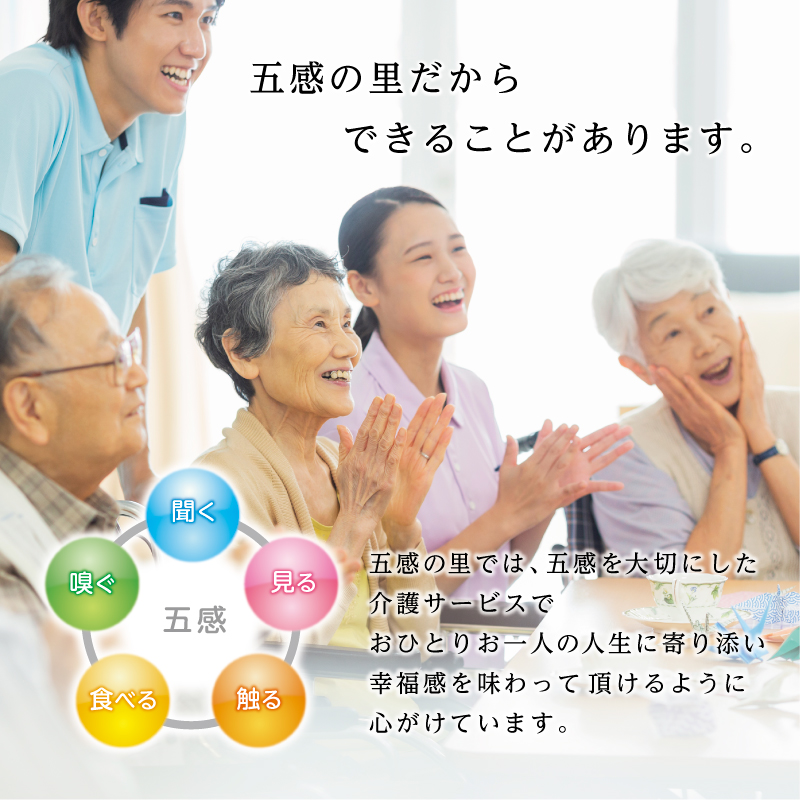 五感の里だから
できることがあります。
聞く
嗅ぐ
見る
五感
食べる
触る
五感の里では、五感を大切にした
介護サービスで
おひとりお一人の人生に寄り添い
幸福感を味わって頂けるように
心がけています。